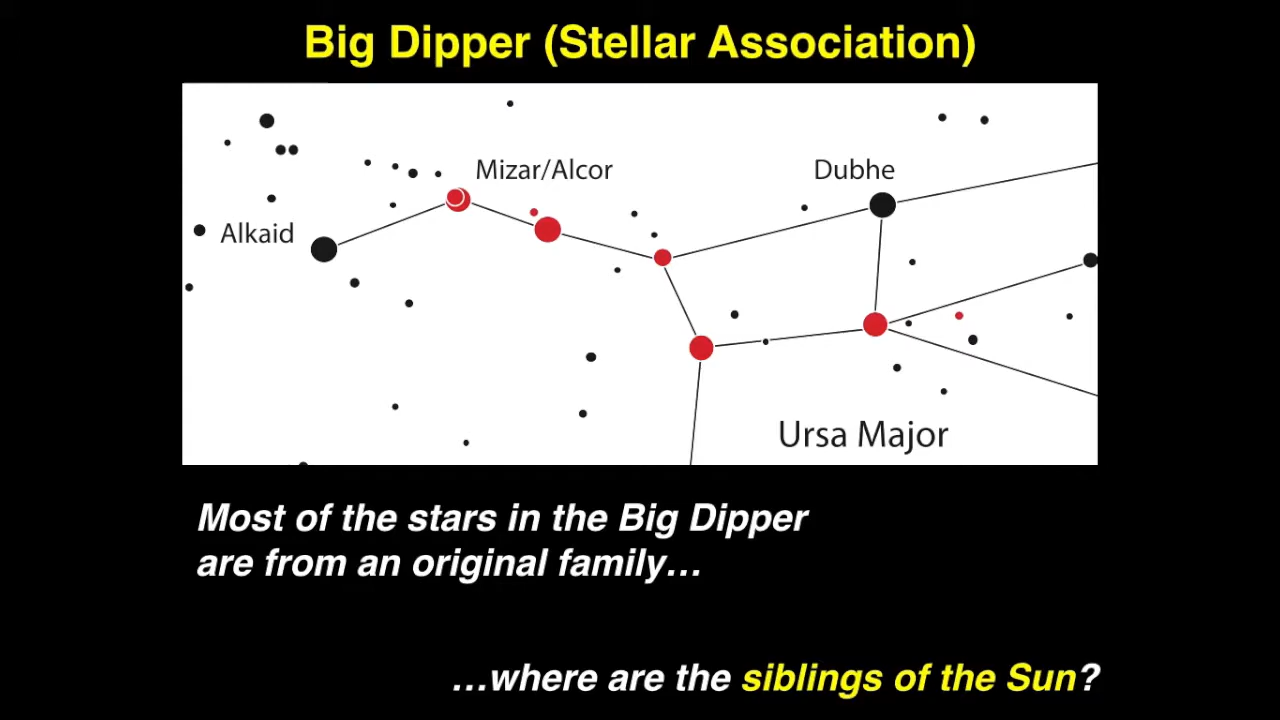 Big Dipper (Stellar Association)
Mizar/Alcor
Dubhe
Alkaid
Ursa Major
Most of the stars in the Big Dipper
are from an original family…
…where are the siblings of the Sun?